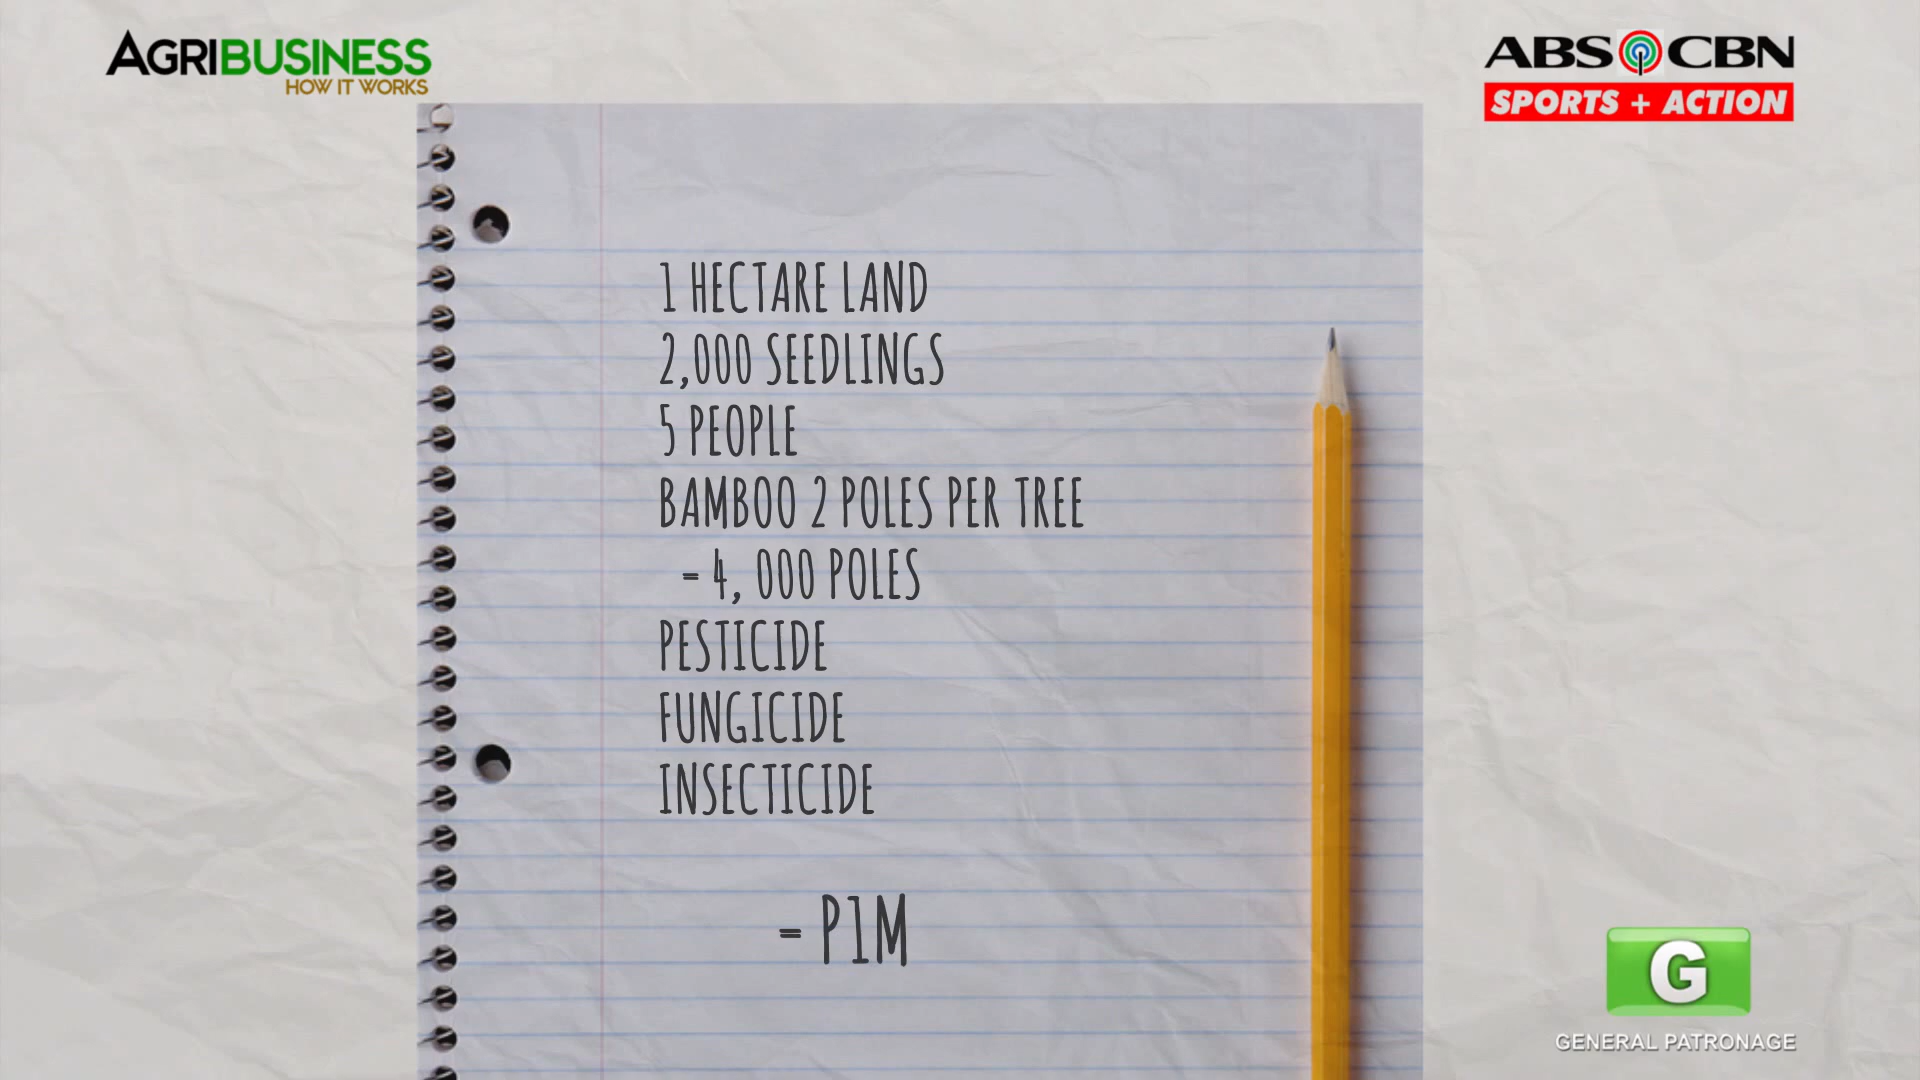 AGRIBUSINESS
HOW IT WORKS
ABS CBN
SPORTS + ACTION
1 HECTARE LAND
2,000 SEEDLINGS
5 PEOPLE
BAMBOO 2 POLES PER TREE
= 4, 000 POLES
PESTICIDE
FUNGICIDE
INSECTICIDE
= P1M
G
GENERAL PATRONAGE